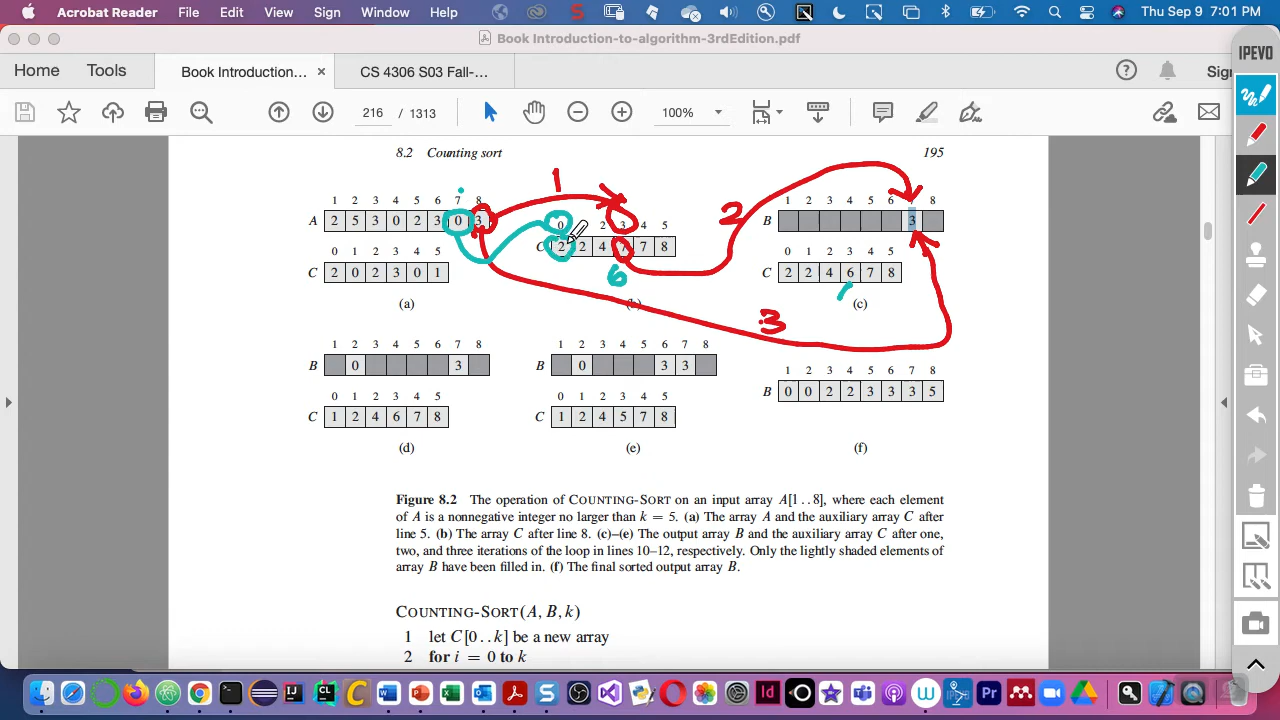 Acrobat Reader File Edit View Sign Window Help Thu Sep 9 7:01 PM
Book Introduction-to-algorithm-3rdEdition.pdf
IPEVO
Home Tools Book Introduction... × CS 4306 S03 Fall-... Sign
216 / 1313 100%
8.2 Counting sort 195
1 2 3 4 5 6 7 8
A 2 5 3 0 2 3 0 3
0 1 2 3 4 5
C 2 0 2 3 0 1
(a)
1
0 2 3 4 5
C 2 2 4 7 7 8
6
(b)
2
1 2 3 4 5 6 8
B 3
0 1 2 3 4 5
C 2 2 4 6 7 8
(c)
3
1 2 3 4 5 6 7 8
B 0 3
0 1 2 3 4 5
C 1 2 4 6 7 8
(d)
1 2 3 4 5 6 7 8
B 0 3 3
0 1 2 3 4 5
C 1 2 4 5 7 8
(e)
1 2 3 4 5 6 7 8
B 0 0 2 2 3 3 3 5
(f)
Figure 8.2 The operation of COUNTING-SORT on an input array A[1..8], where each element
of A is a nonnegative integer no larger than k = 5. (a) The array A and the auxiliary array C after
line 5. (b) The array C after line 8. (c)–(e) The output array B and the auxiliary array C after one,
two, and three iterations of the loop in lines 10–12, respectively. Only the lightly shaded elements of
array B have been filled in. (f) The final sorted output array B.
COUNTING-SORT(A, B, k)
1 let C[0..k] be a new array
2 for i = 0 to k